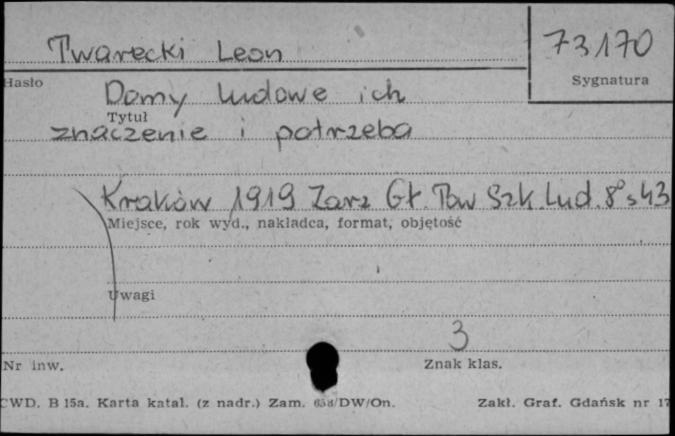 Twarecki Leon
73170
Hasło
Sygnatura
Domy ludowe ich
Tytuł
znaczenie i potrzeba
Kraków 1919 Zarz Gł. Tow Szk. Lud. 8° s 43
Miejsce, rok wyd., nakładca, format, objętość
Uwagi
3
Nr inw.
Znak klas.
CWD. B 15a. Karta katal. (z nadr.) Zam. /DW/On.
Zakł. Graf. Gdańsk nr 17